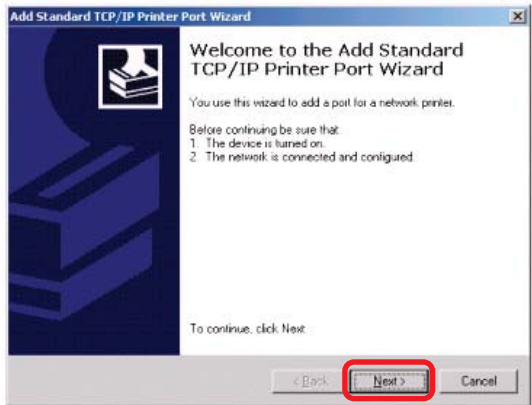 Add Standard TCP/IP Printer Port Wizard
Welcome to the Add Standard
TCP/IP Printer Port Wizard
You use this wizard to add a port for a network printer.
Before continuing be sure that:
1. The device is turned on.
2. The network is connected and configured.
To continue, click Next
< Back
Next >
Cancel